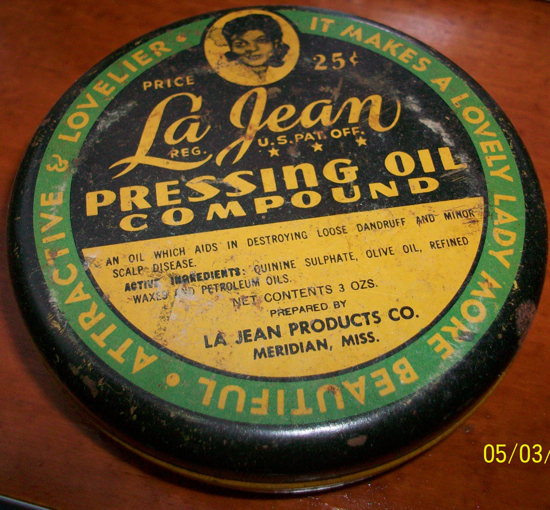 IT MAKES A LOVELY LADY MORE BEAUTIFUL • ATTRACTIVE & LOVELIER •
PRICE 25¢
La Jean
REG. U.S. PAT. OFF.
PRESSING OIL
COMPOUND
AN OIL WHICH AIDS IN DESTROYING LOOSE DANDRUFF AND MINOR
SCALP DISEASE.
ACTIVE INGREDIENTS: QUININE SULPHATE, OLIVE OIL, REFINED
WAXES AND PETROLEUM OILS.
NET CONTENTS 3 OZS.
PREPARED BY
LA JEAN PRODUCTS CO.
MERIDIAN, MISS.
05/03/